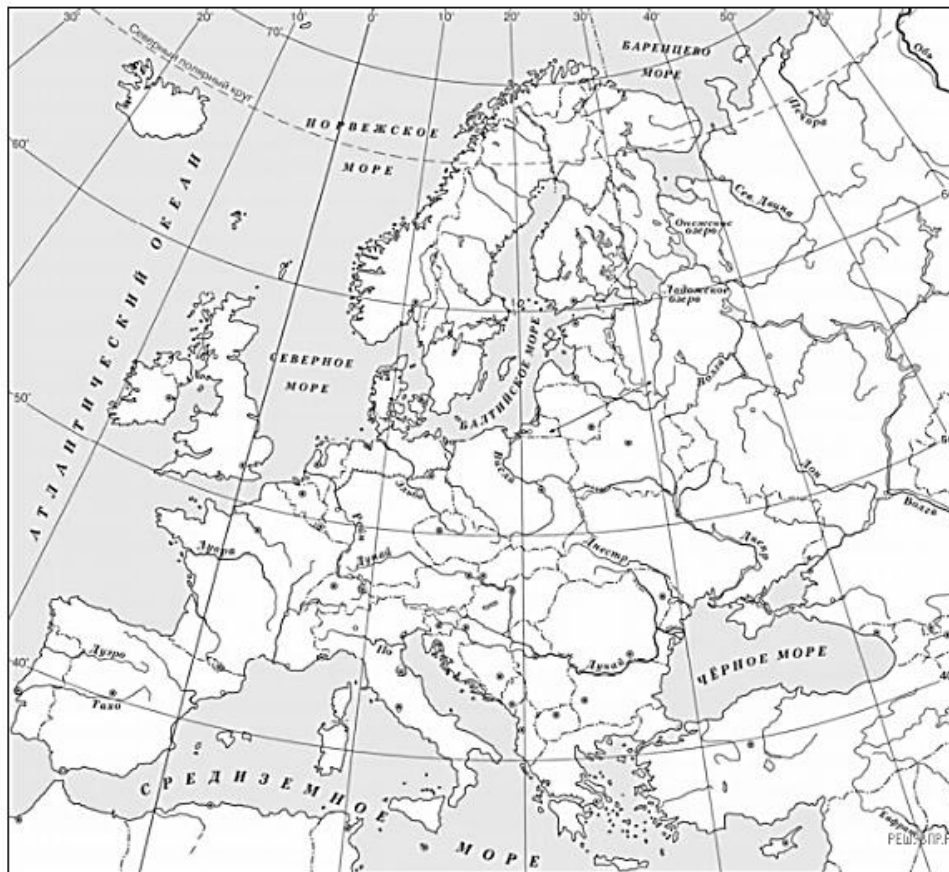 30°
20°
10°
0°
10°
20°
30°
40°
50°
60°
70°
Северный полярный круг
БАРЕНЦЕВО
МОРЕ
Обь
Печора
НОРВЕЖСКОЕ
МОРЕ
60
АТЛАНТИЧЕСКИЙ ОКЕАН
Сев. Двина
Онежское
озеро
Ладожское
озеро
СЕВЕРНОЕ
МОРЕ
БАЛТИЙСКОЕ МОРЕ
Волга
50°
Висла
Эльба
Дон
Волга
Рейн
Луара
Дунай
Днестр
Днепр
40°
Дуэро
По
Дунай
ЧЁРНОЕ МОРЕ
40
Тахо
СРЕДИЗЕМНОЕ МОРЕ
Евфрат